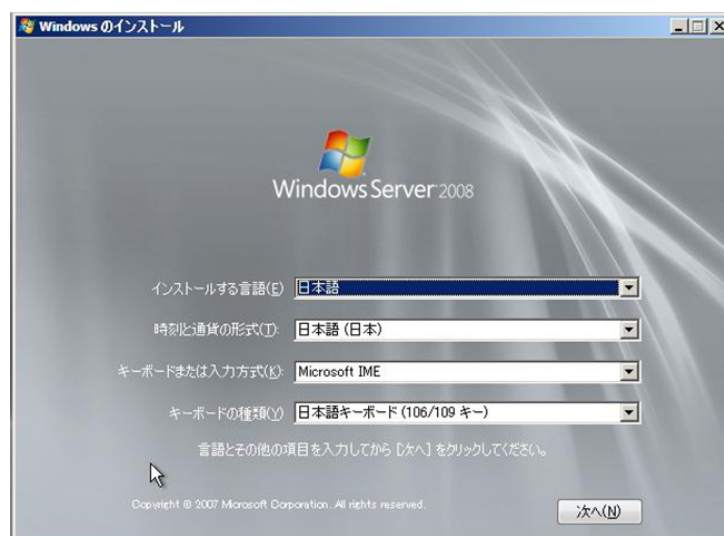 Windows のインストール
Windows Server 2008
インストールする言語(E) 日本語
時刻と通貨の形式(T): 日本語 (日本)
キーボードまたは入力方式(K): Microsoft IME
キーボードの種類(Y) 日本語キーボード (106/109 キー)
言語とその他の項目を入力してから [次へ] をクリックしてください。
Copyright © 2007 Microsoft Corporation. All rights reserved.
次へ(N)